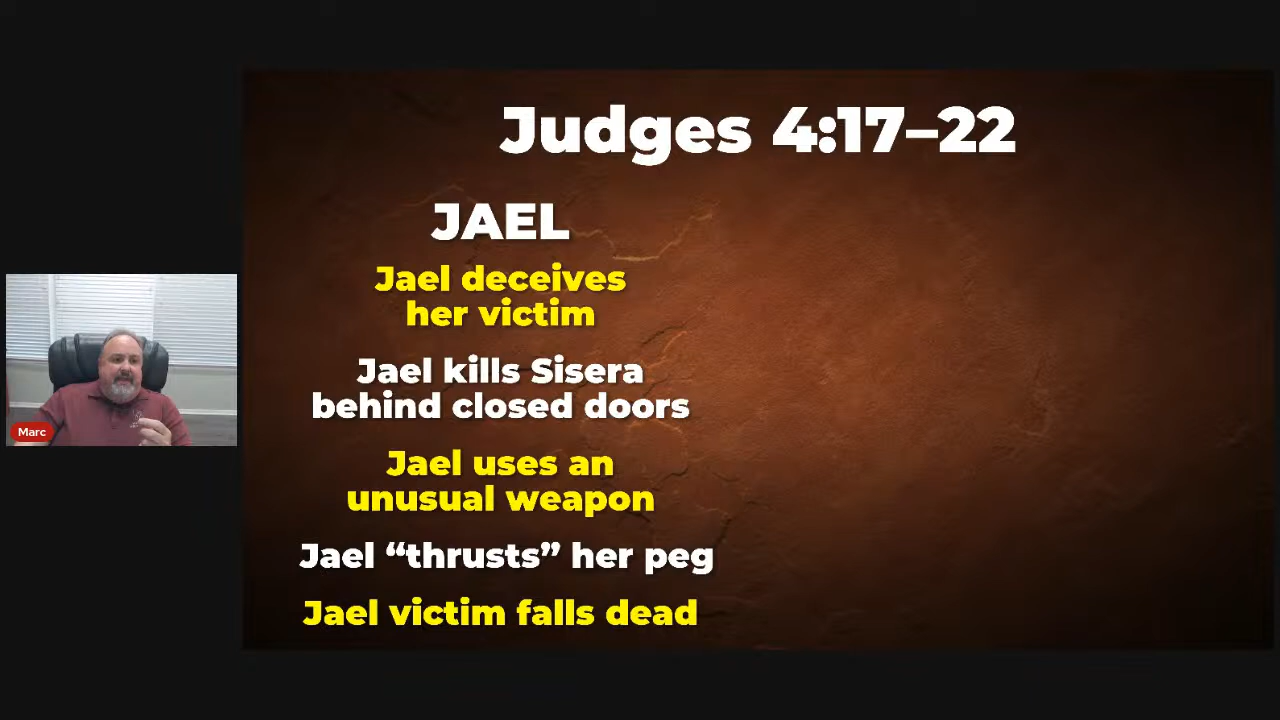 Judges 4:17–22
JAEL
Jael deceives
her victim
Jael kills Sisera
behind closed doors
Jael uses an
unusual weapon
Jael “thrusts” her peg
Jael victim falls dead
Marc